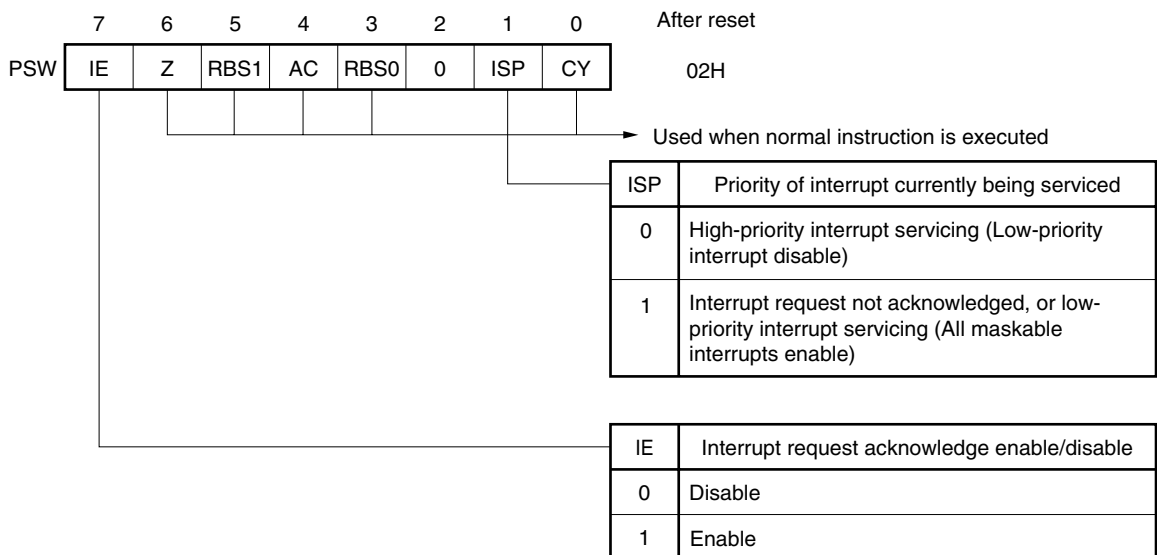 7 6 5 4 3 2 1 0 After reset
PSW IE Z RBS1 AC RBS0 0 ISP CY 02H
Used when normal instruction is executed
ISP Priority of interrupt currently being serviced
0 High-priority interrupt servicing (Low-priority
interrupt disable)
1 Interrupt request not acknowledged, or low-
priority interrupt servicing (All maskable
interrupts enable)
IE Interrupt request acknowledge enable/disable
0 Disable
1 Enable